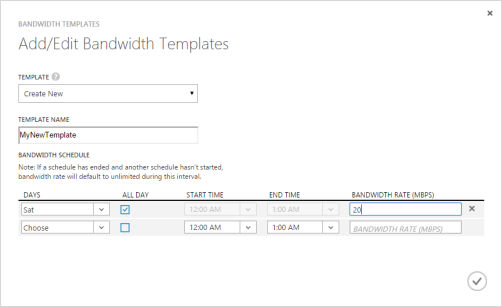 BANDWIDTH TEMPLATES
Add/Edit Bandwidth Templates
TEMPLATE ?
Create New
TEMPLATE NAME
MyNewTemplate
BANDWIDTH SCHEDULE
Note: If a schedule has ended and another schedule hasn't started,
bandwidth rate will default to unlimited during this interval.
DAYS ALL DAY START TIME END TIME BANDWIDTH RATE (MBPS)
Sat 12:00 AM 1:00 AM 20
Choose 12:00 AM 1:00 AM BANDWIDTH RATE (MBPS)